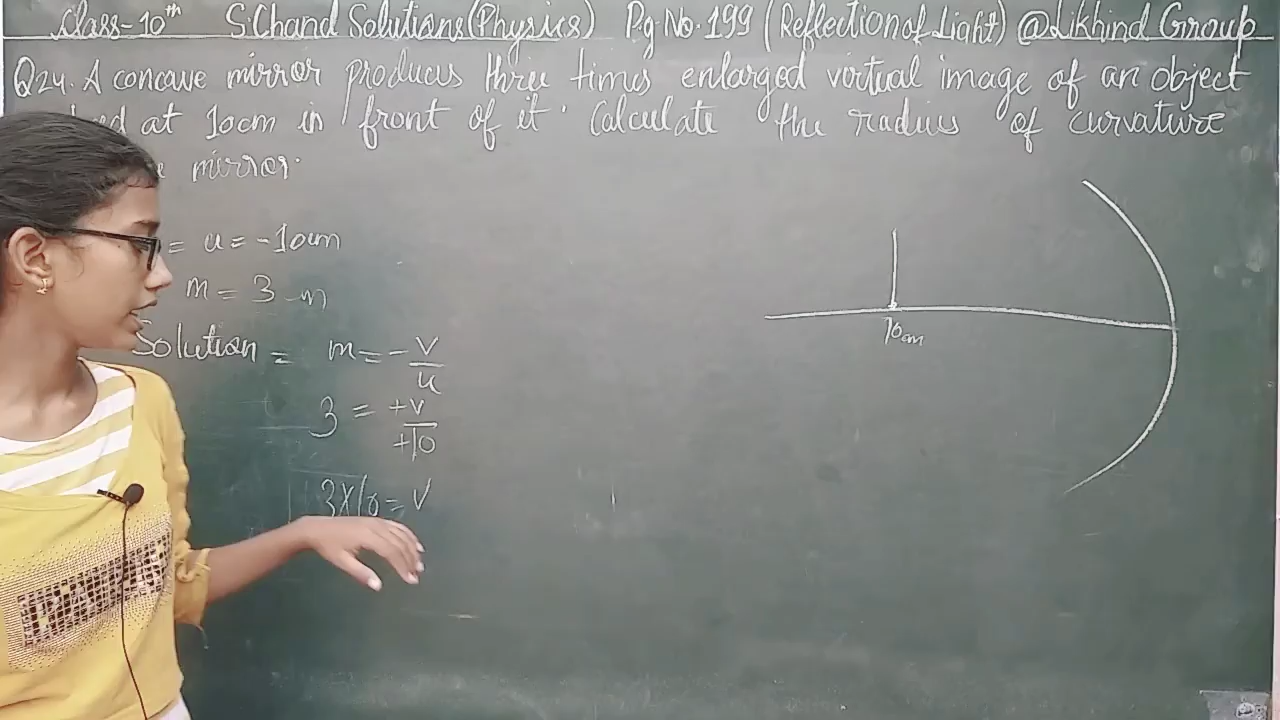 Class-10th S.Chand Solutions(Physics) Pg No.199 (Reflection of Light) @Likhind Group
Q24. A concave mirror produces three times enlarged virtual image of an object
at 10cm in front of it. Calculate the radius of curvature
mirror.
= u = -10cm
m = 3
Solution = m = - v/u
3 = +v/+10
3x10 = v
10cm
PARIS